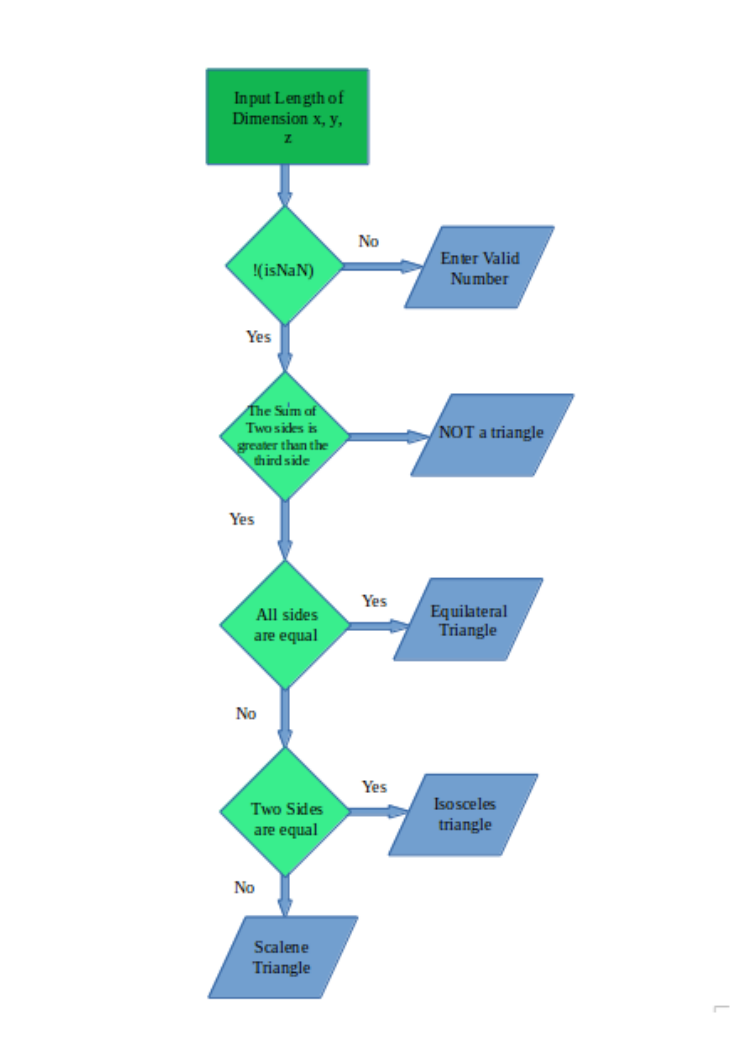 Input Length of
Dimension x, y,
z
!(isNaN)
No
Enter Valid
Number
Yes
The Sum of
Two sides is
greater than the
third side
NOT a triangle
Yes
All sides
are equal
Yes
Equilateral
Triangle
No
Two Sides
are equal
Yes
Isosceles
triangle
No
Scalene
Triangle